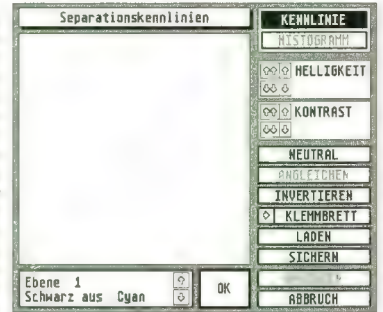 Separationskennlinien
KENNLINIE
HISTOGRAMM
HELLIGKEIT
KONTRAST
NEUTRAL
ANGLEICHEN
INVERTIEREN
KLEMMBRETT
LADEN
SICHERN
ABBRUCH
Ebene 1
Schwarz aus Cyan
OK